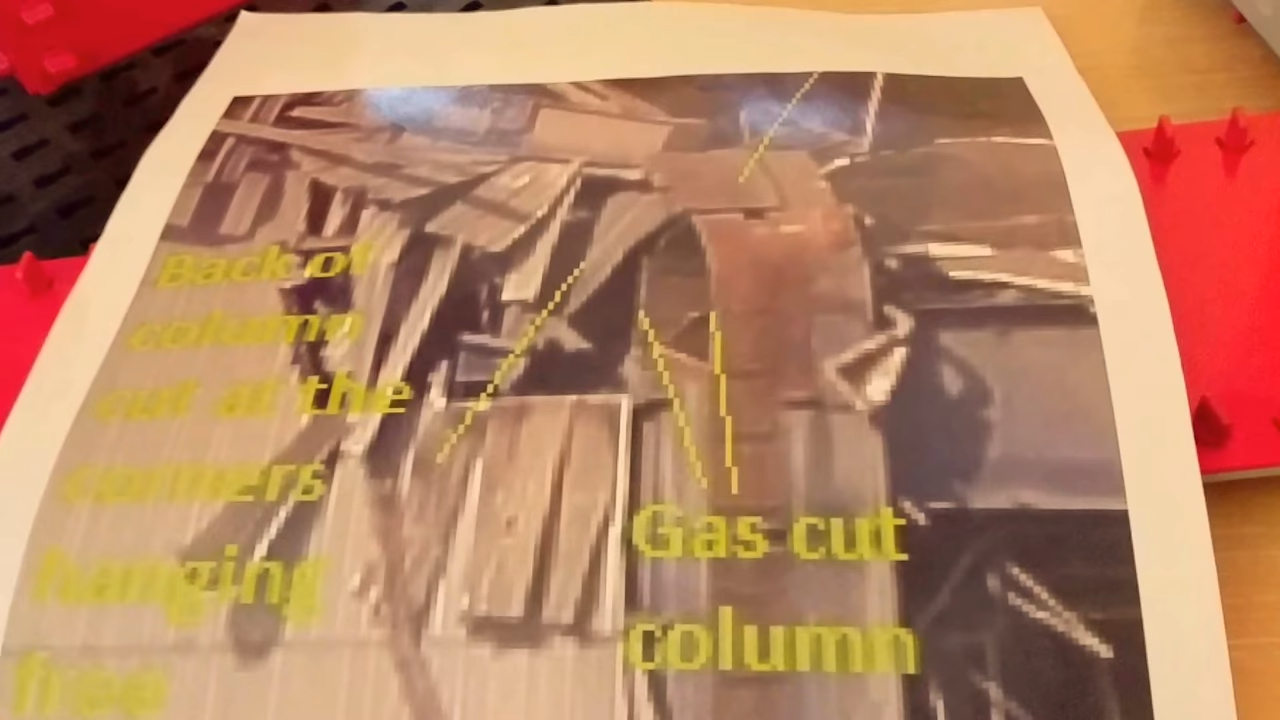 Back of
column
cut at the
corners
hanging
free
Gas cut
column